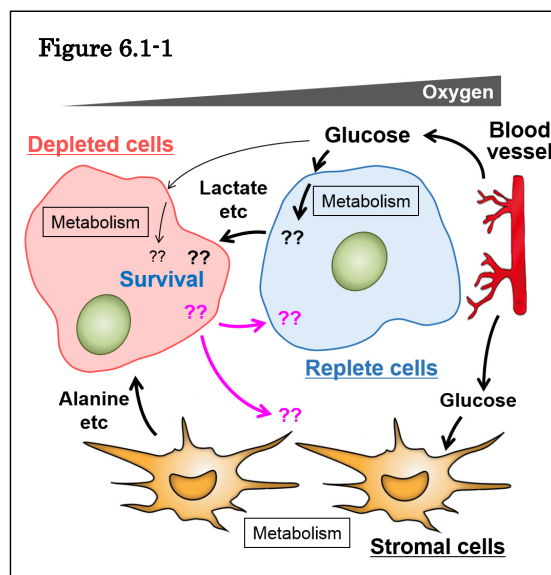 Figure 6.1-1
Oxygen
Glucose
Blood
vessel
Depleted cells
Lactate
etc
Metabolism
Metabolism
??
??
??
Survival
??
??
Replete cells
Alanine
etc
Glucose
??
Metabolism
Stromal cells